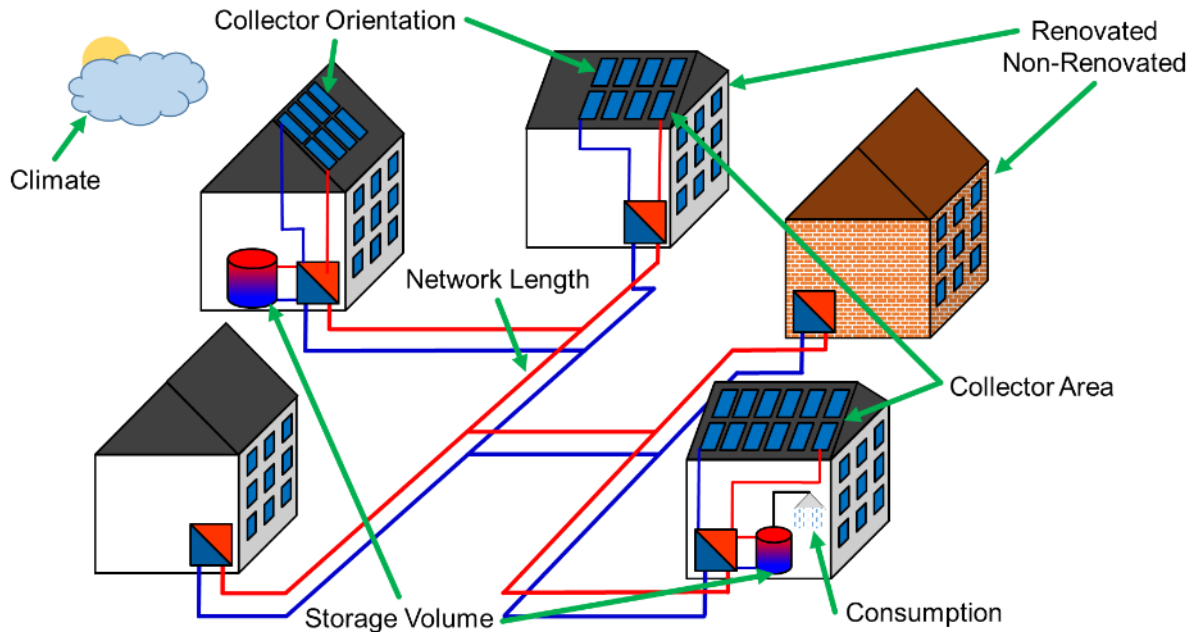 Collector Orientation
Renovated
Non-Renovated
Climate
Network Length
Collector Area
Storage Volume
Consumption